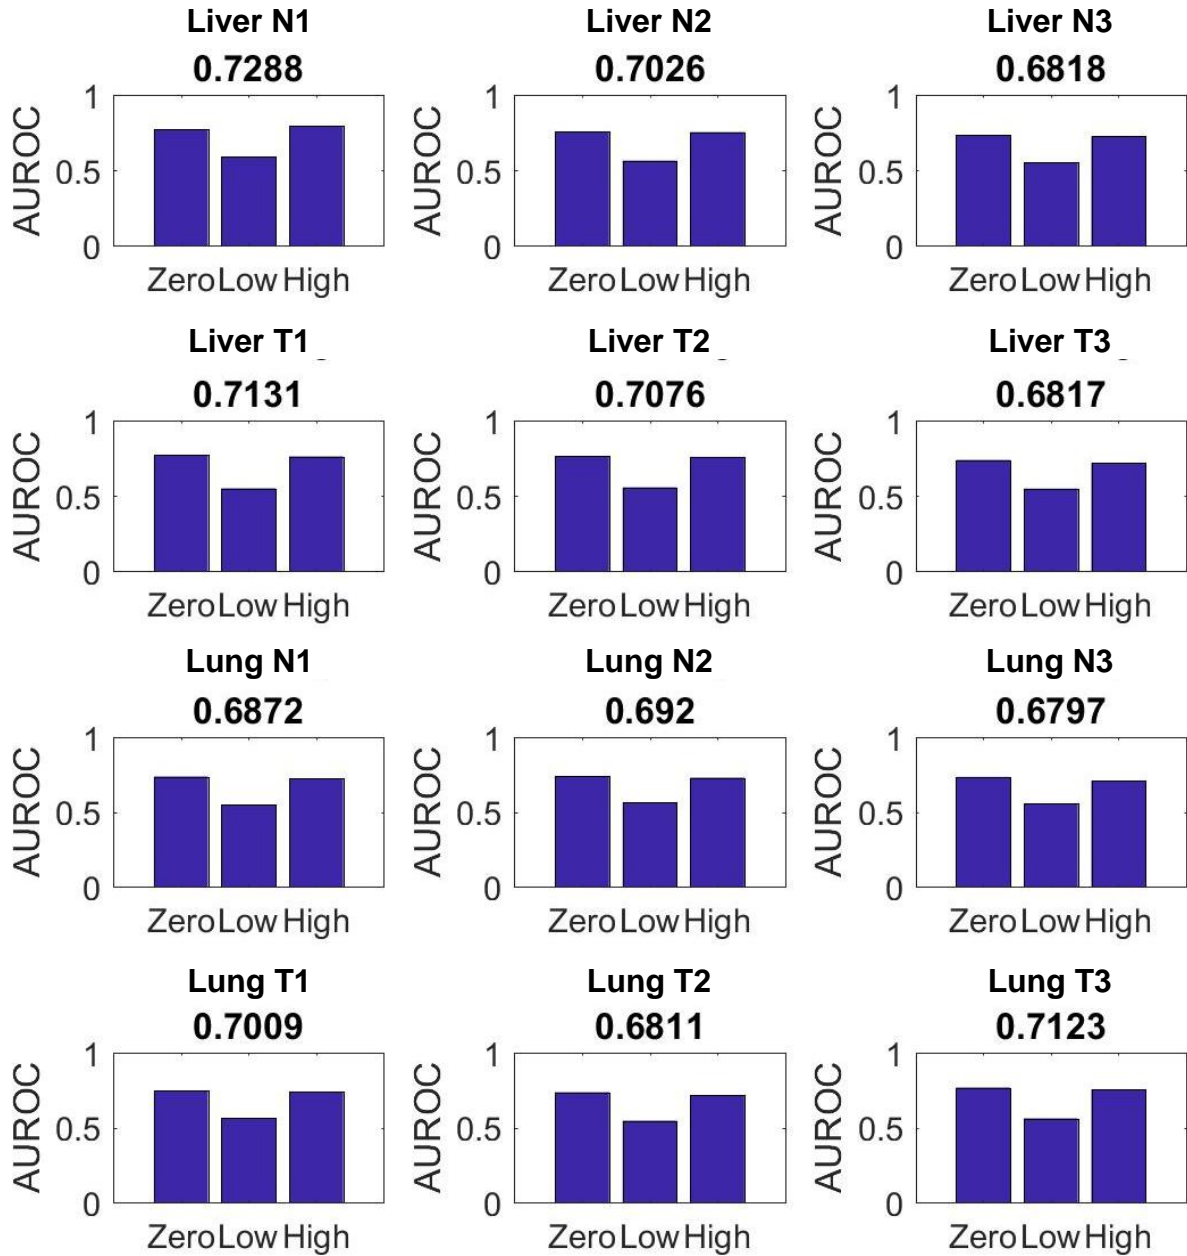 Liver N1
0.7288
AUROC
1
0.5
0
Zero Low High
Liver N2
0.7026
AUROC
1
0.5
0
Zero Low High
Liver N3
0.6818
AUROC
1
0.5
0
Zero Low High
Liver T1
0.7131
AUROC
1
0.5
0
Zero Low High
Liver T2
0.7076
AUROC
1
0.5
0
Zero Low High
Liver T3
0.6817
AUROC
1
0.5
0
Zero Low High
Lung N1
0.6872
AUROC
1
0.5
0
Zero Low High
Lung N2
0.692
AUROC
1
0.5
0
Zero Low High
Lung N3
0.6797
AUROC
1
0.5
0
Zero Low High
Lung T1
0.7009
AUROC
1
0.5
0
Zero Low High
Lung T2
0.6811
AUROC
1
0.5
0
Zero Low High
Lung T3
0.7123
AUROC
1
0.5
0
Zero Low High